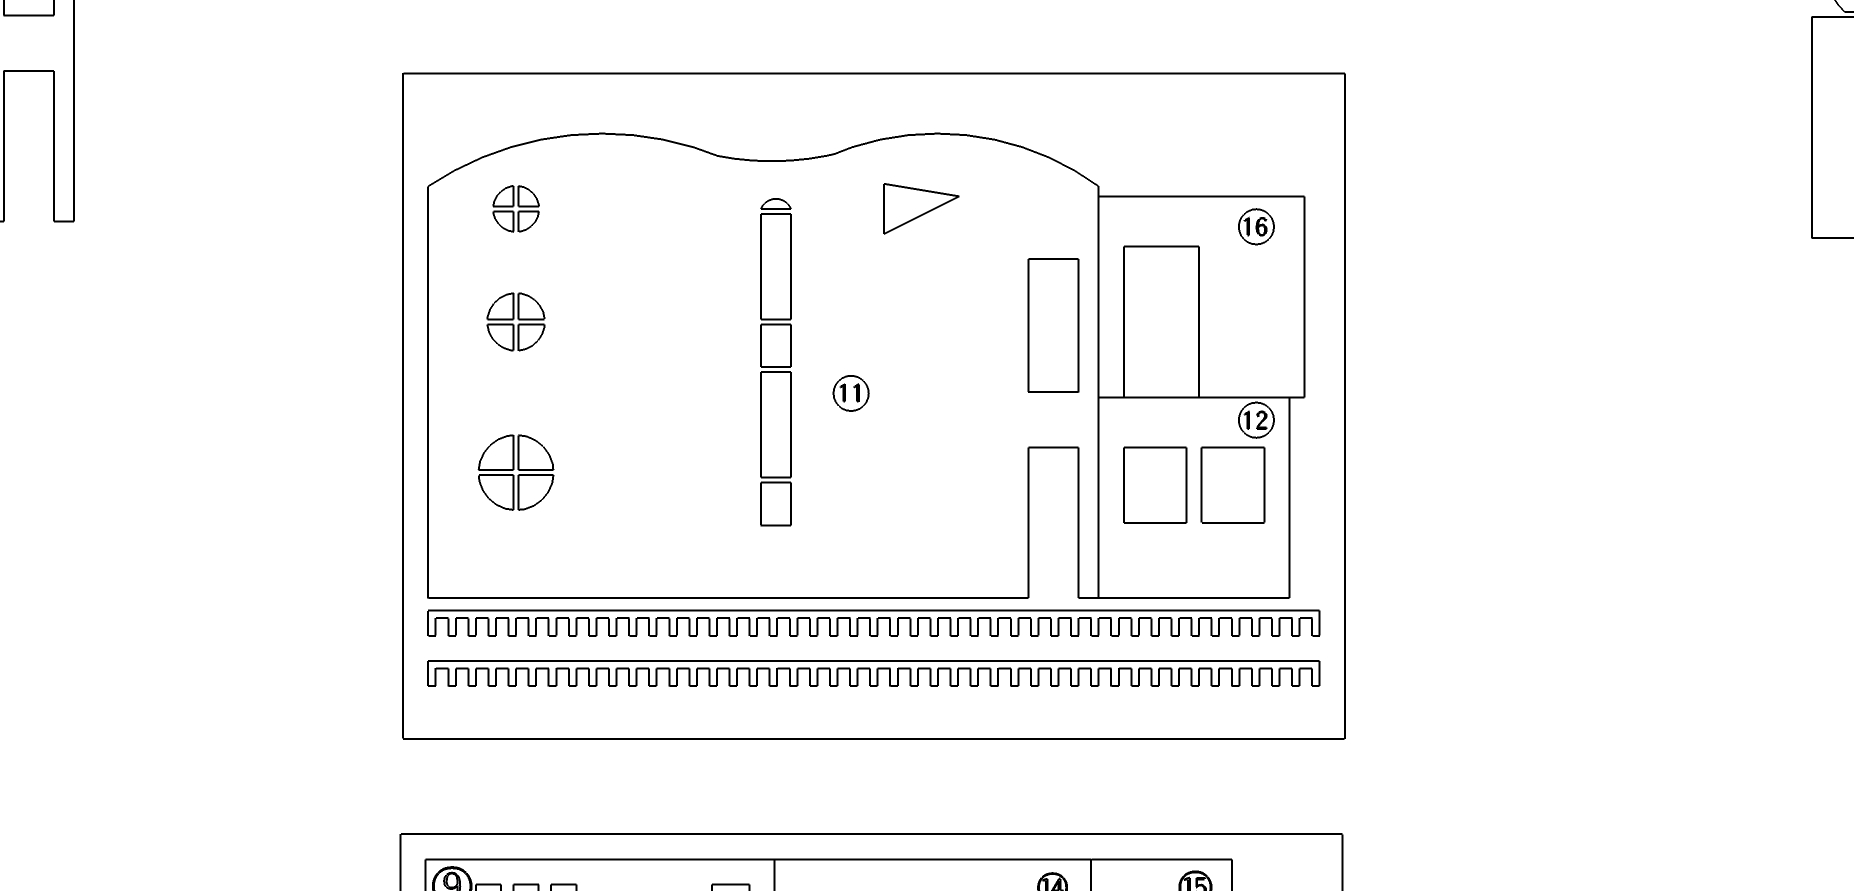 ⑯
⑪
⑫
⑨ ⑭ ⑮